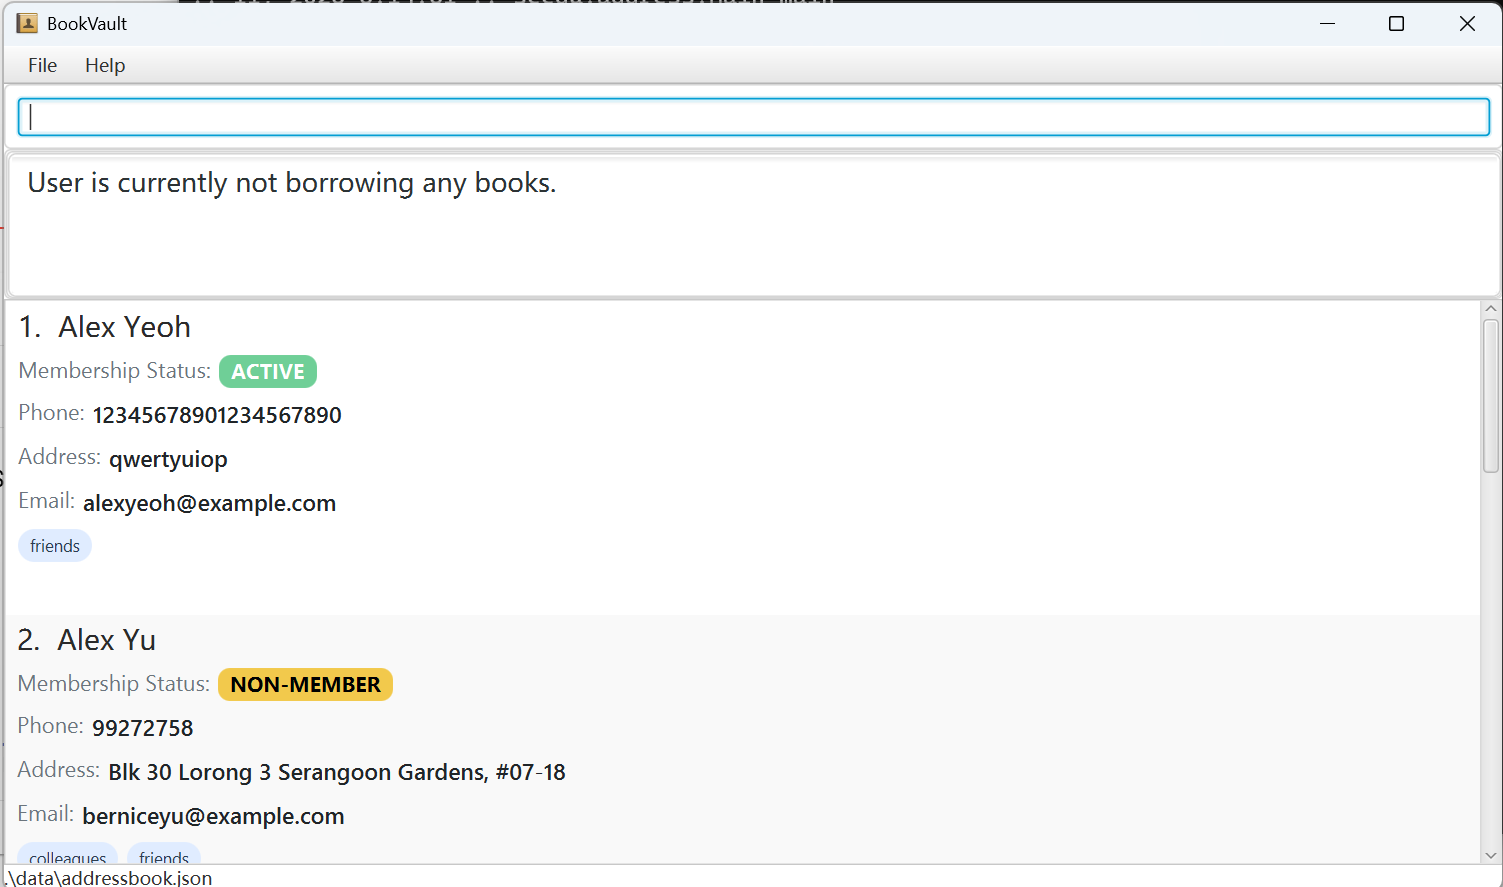 BookVault
File Help
User is currently not borrowing any books.
1. Alex Yeoh
Membership Status: ACTIVE
Phone: 12345678901234567890
Address: qwertyuiop
Email: alexyeoh@example.com
friends
2. Alex Yu
Membership Status: NON-MEMBER
Phone: 99272758
Address: Blk 30 Lorong 3 Serangoon Gardens, #07-18
Email: berniceyu@example.com
colleagues friends
.\data\addressbook.json